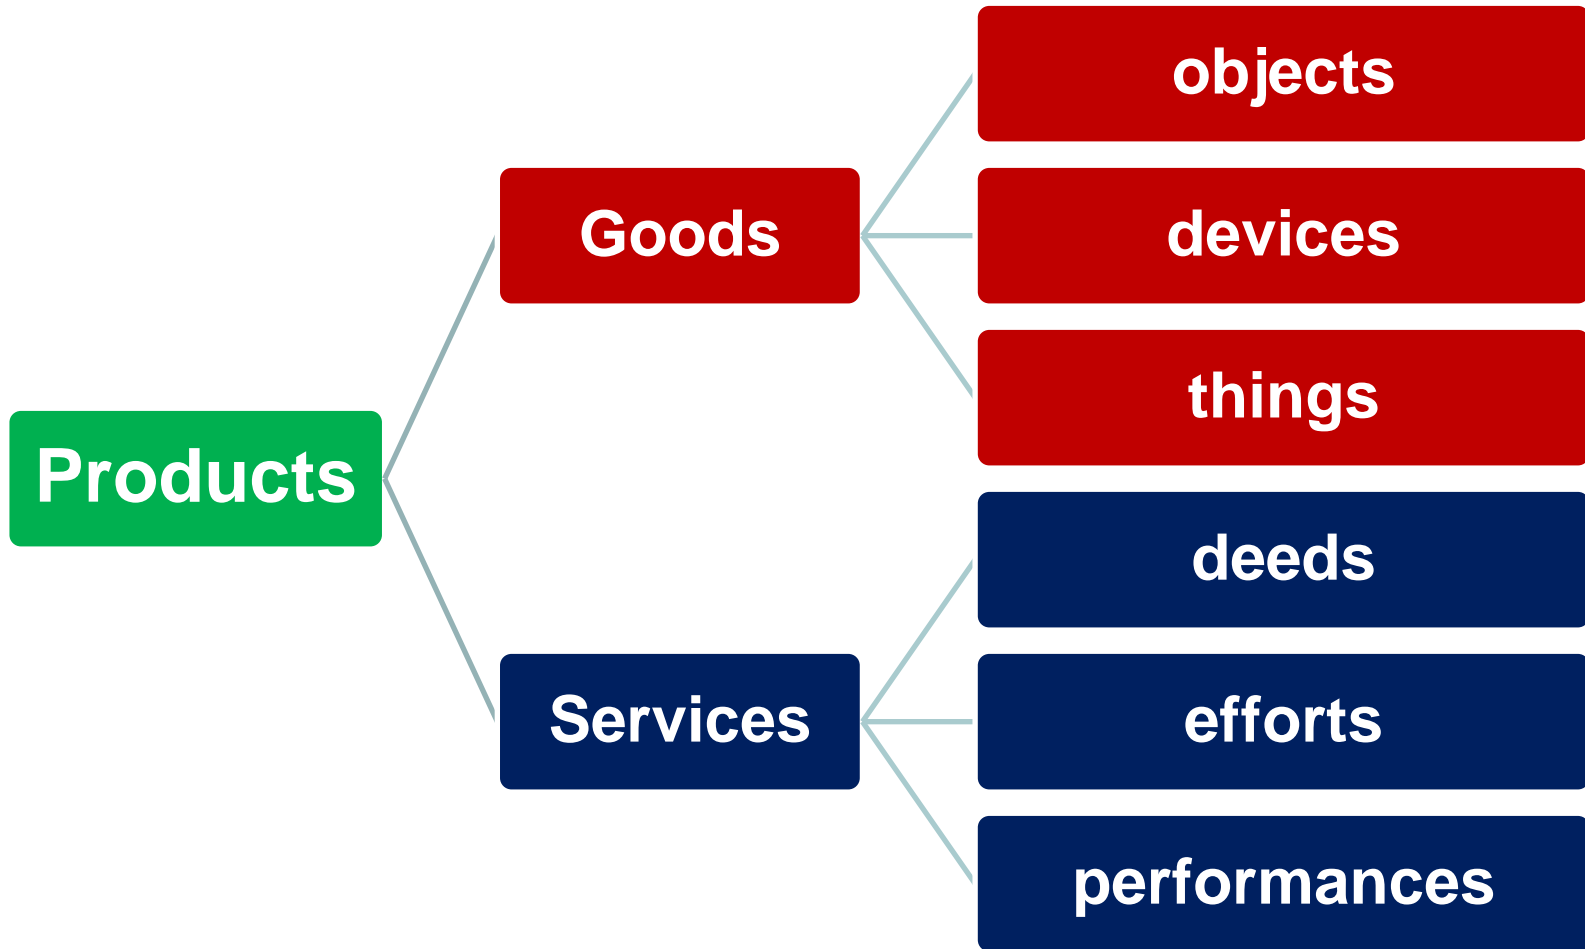 Products
Goods
objects
devices
things
Services
deeds
efforts
performances